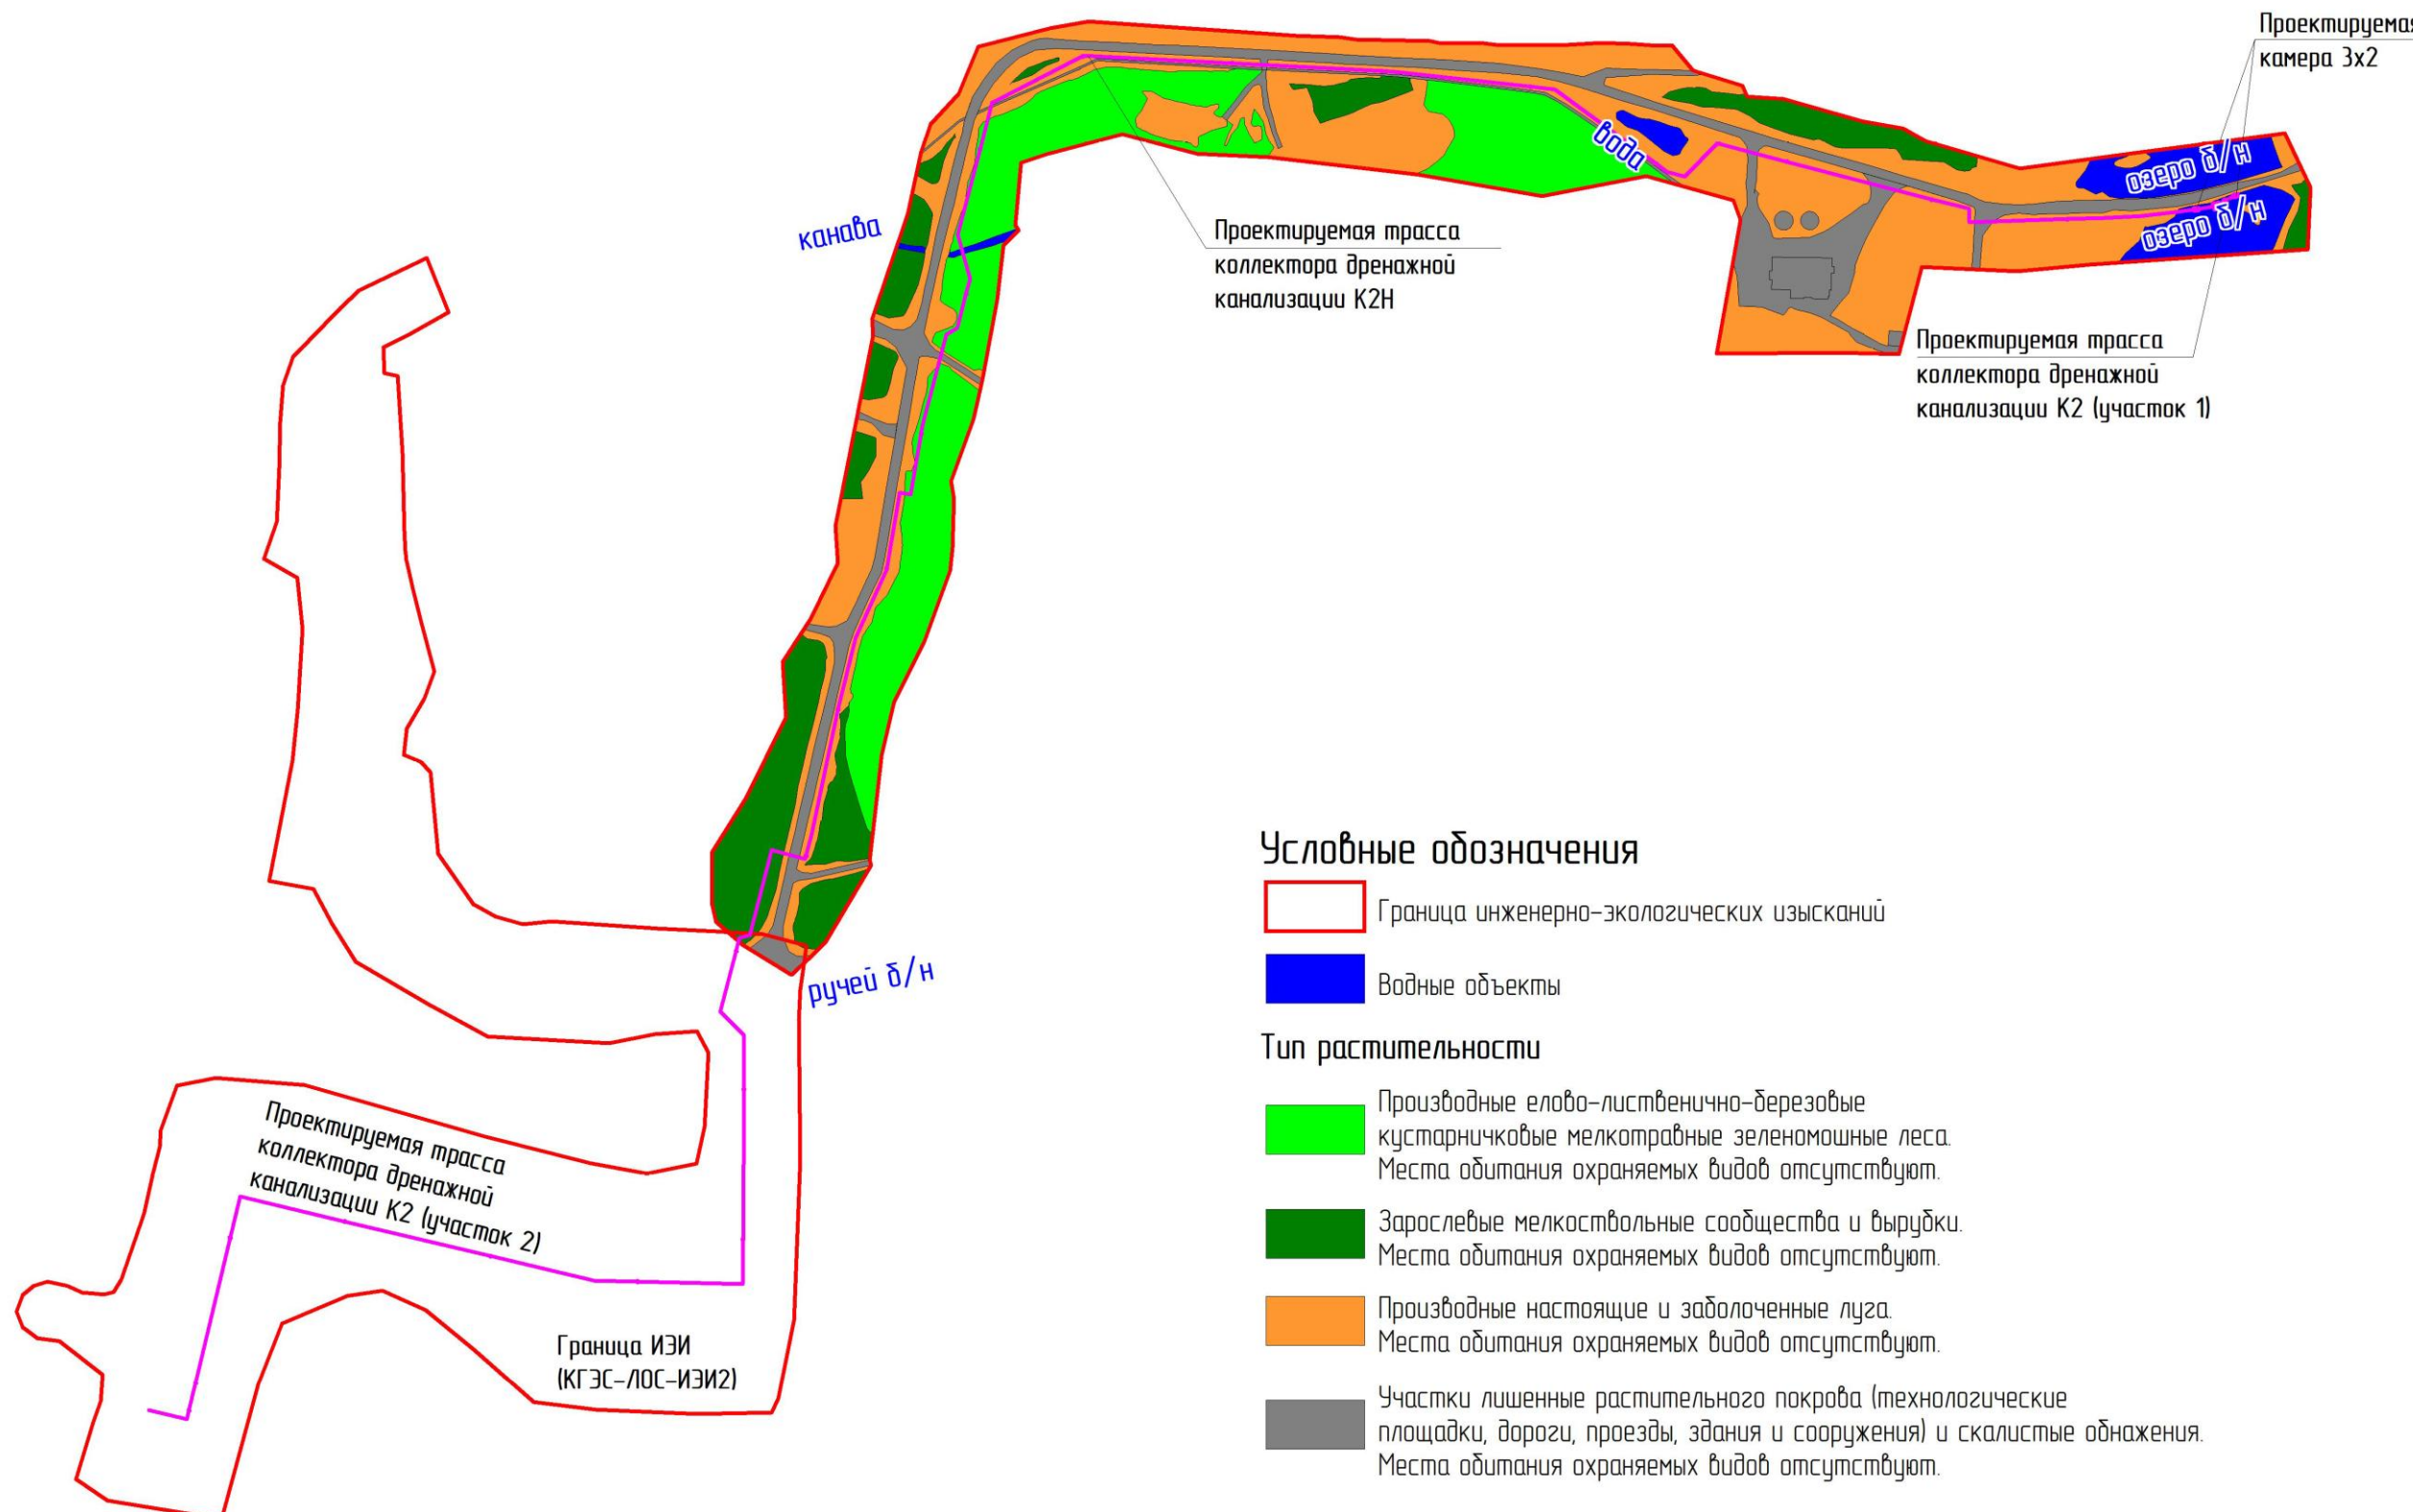 Проектируемая
камера 3х2
вода
озеро б/н
озеро б/н
канава
Проектируемая трасса
коллектора дренажной
канализации К2Н
Проектируемая трасса
коллектора дренажной
канализации К2 (участок 1)
ручей б/н
Проектируемая трасса
коллектора дренажной
канализации К2 (участок 2)
Граница ИЭИ
(КГЭС-ЛОС-ИЭИ2)
Условные обозначения
Граница инженерно-экологических изысканий
Водные объекты
Тип растительности
Производные елово-лиственично-березовые
кустарничковые мелкотравные зеленомошные леса.
Места обитания охраняемых видов отсутствуют.
Зарослевые мелкоствольные сообщества и вырубки.
Места обитания охраняемых видов отсутствуют.
Производные настоящие и заболоченные луга.
Места обитания охраняемых видов отсутствуют.
Участки лишенные растительного покрова (технологические
площадки, дороги, проезды, здания и сооружения) и скалистые обнажения.
Места обитания охраняемых видов отсутствуют.